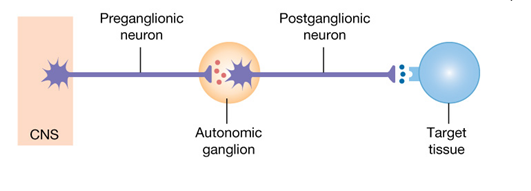 Preganglionic
neuron
Postganglionic
neuron
CNS
Autonomic
ganglion
Target
tissue